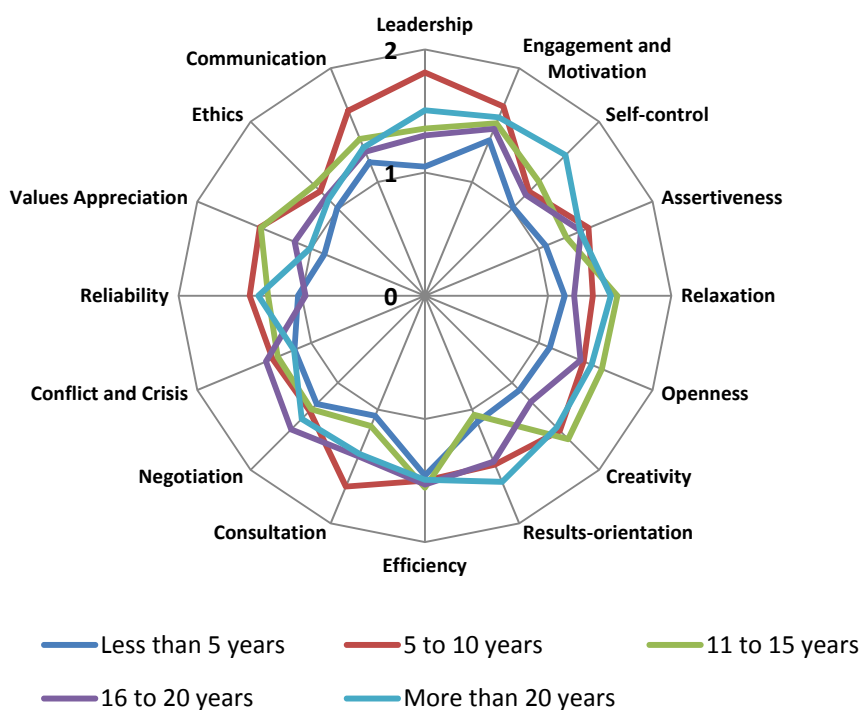 Leadership
Engagement and
Motivation
Self-control
Assertiveness
Relaxation
Openness
Creativity
Results-orientation
Efficiency
Consultation
Negotiation
Conflict and Crisis
Reliability
Values Appreciation
Ethics
Communication
2
1
0
Less than 5 years
5 to 10 years
11 to 15 years
16 to 20 years
More than 20 years